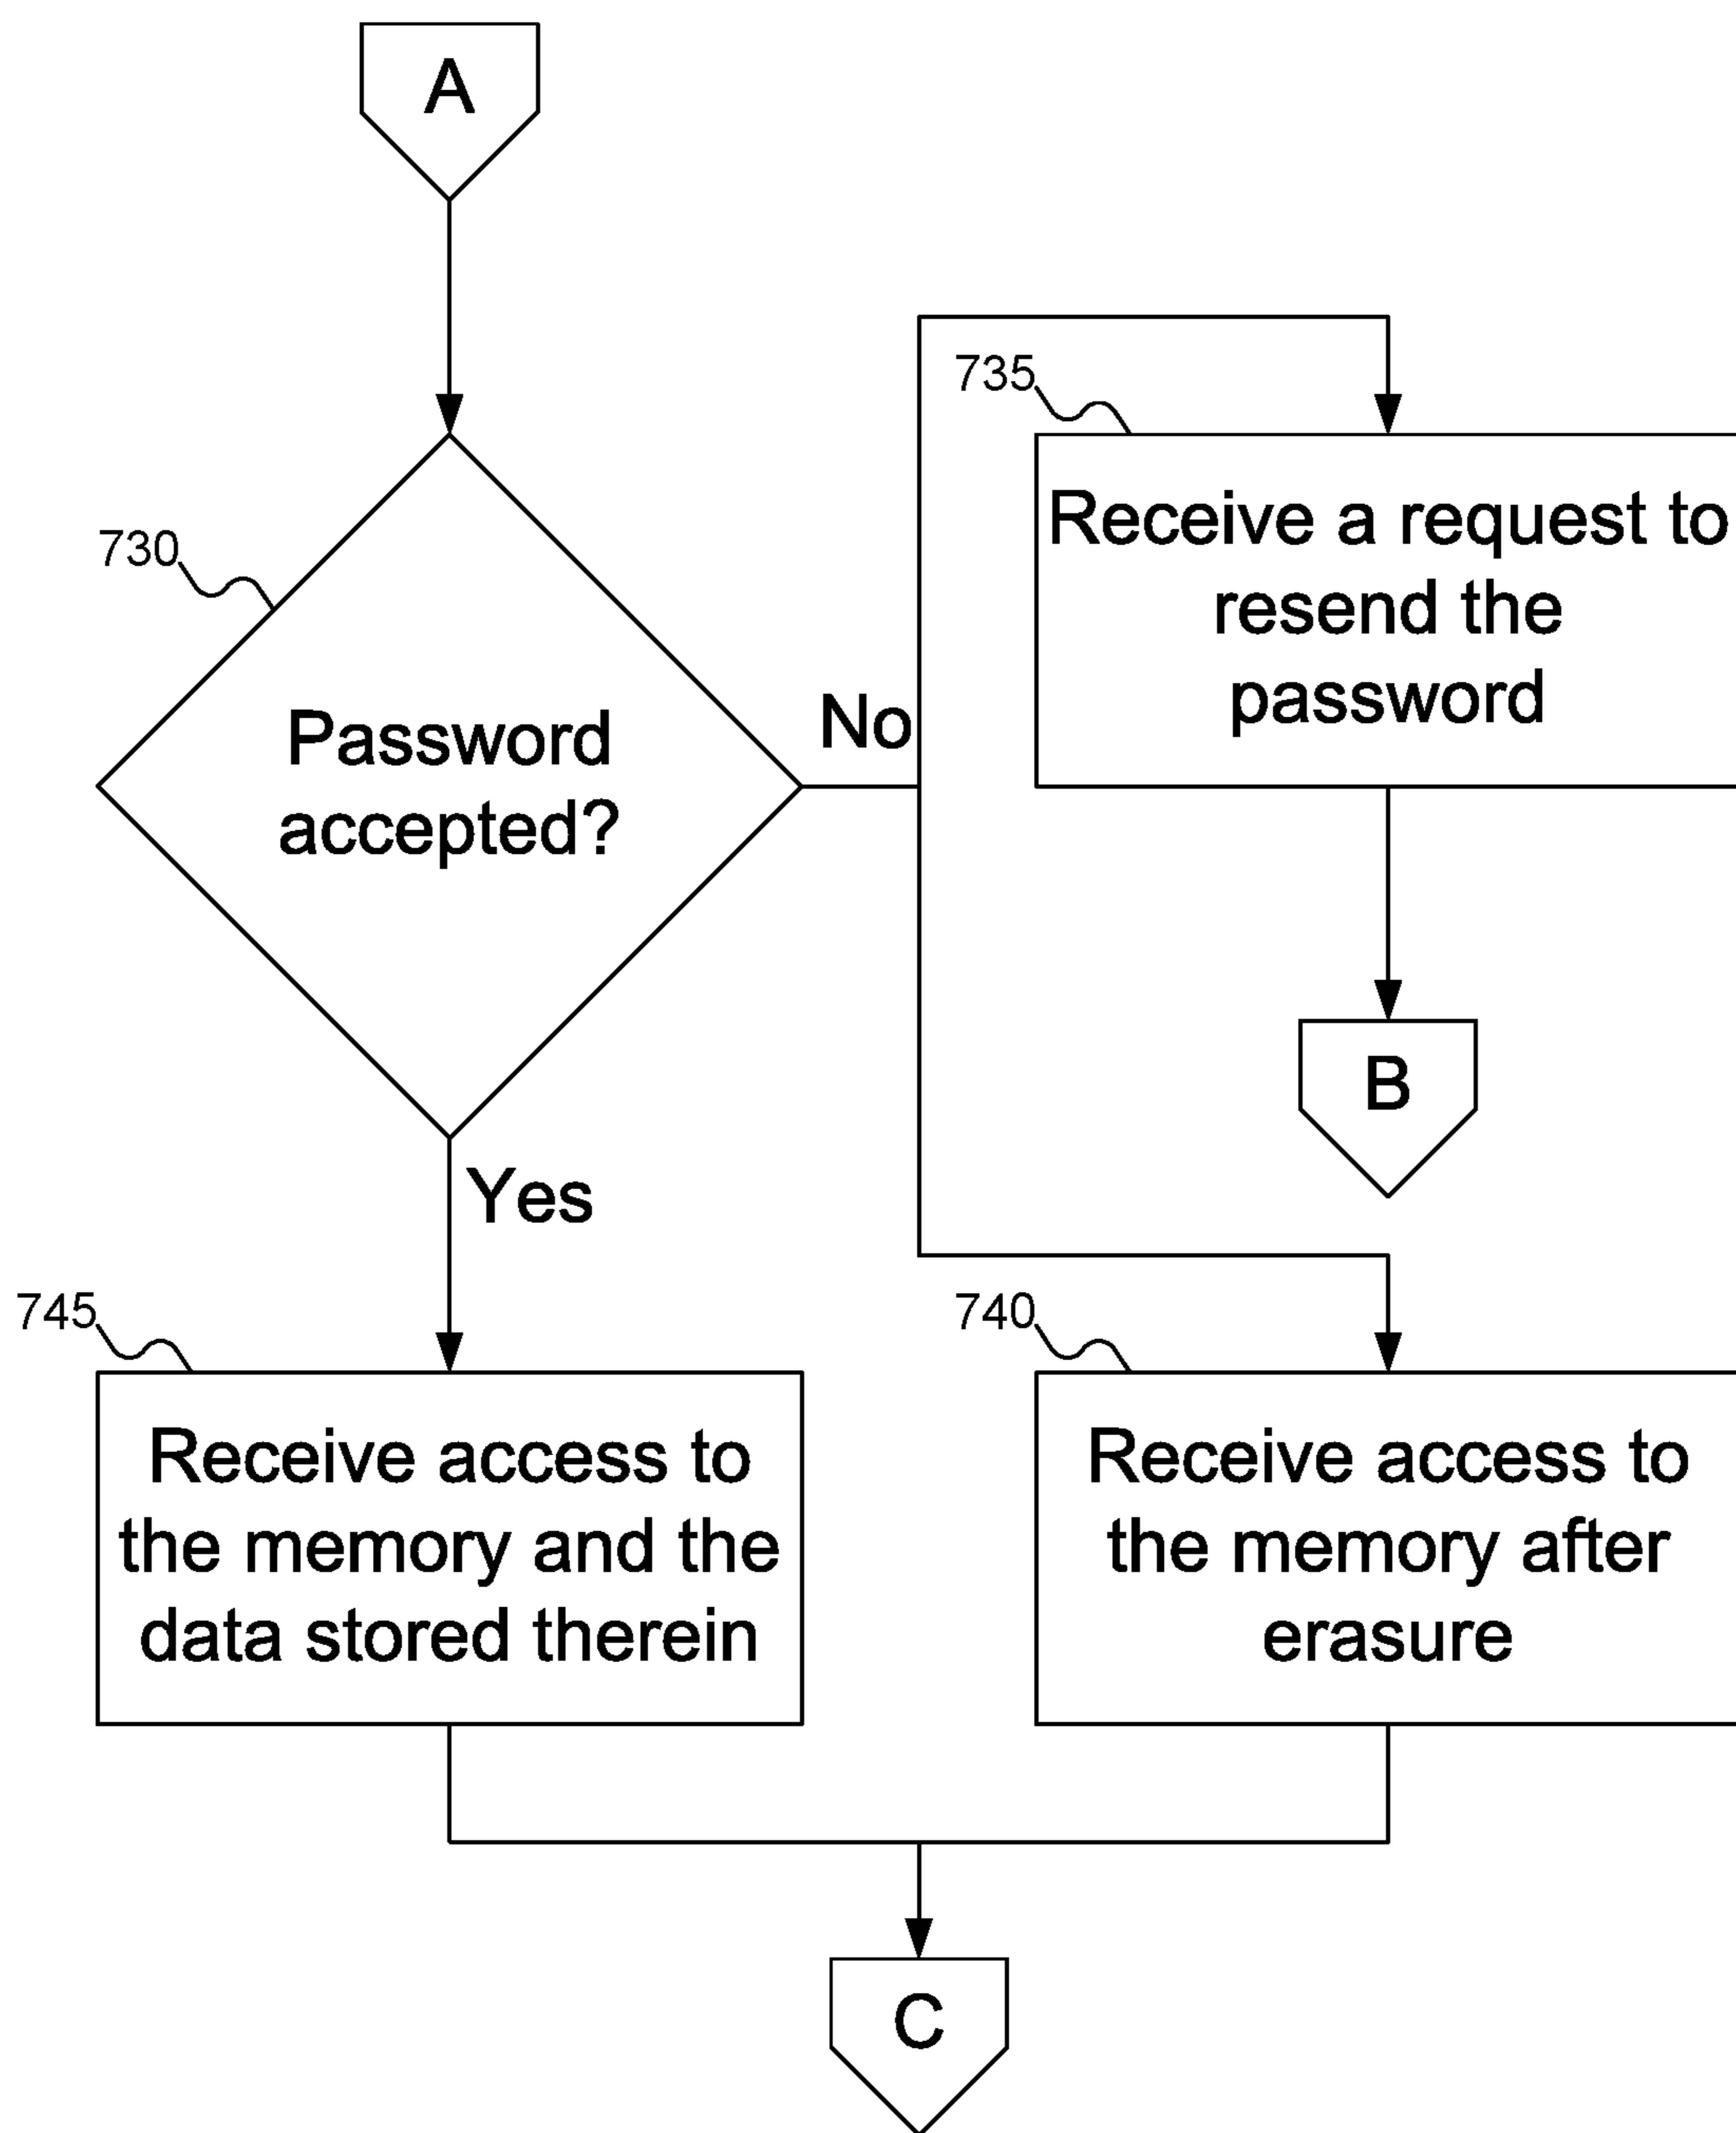 A
735
Receive a request to
resend the
password
730
Password
accepted?
No
B
Yes
745
Receive access to
the memory and the
data stored therein
740
Receive access to
the memory after
erasure
C